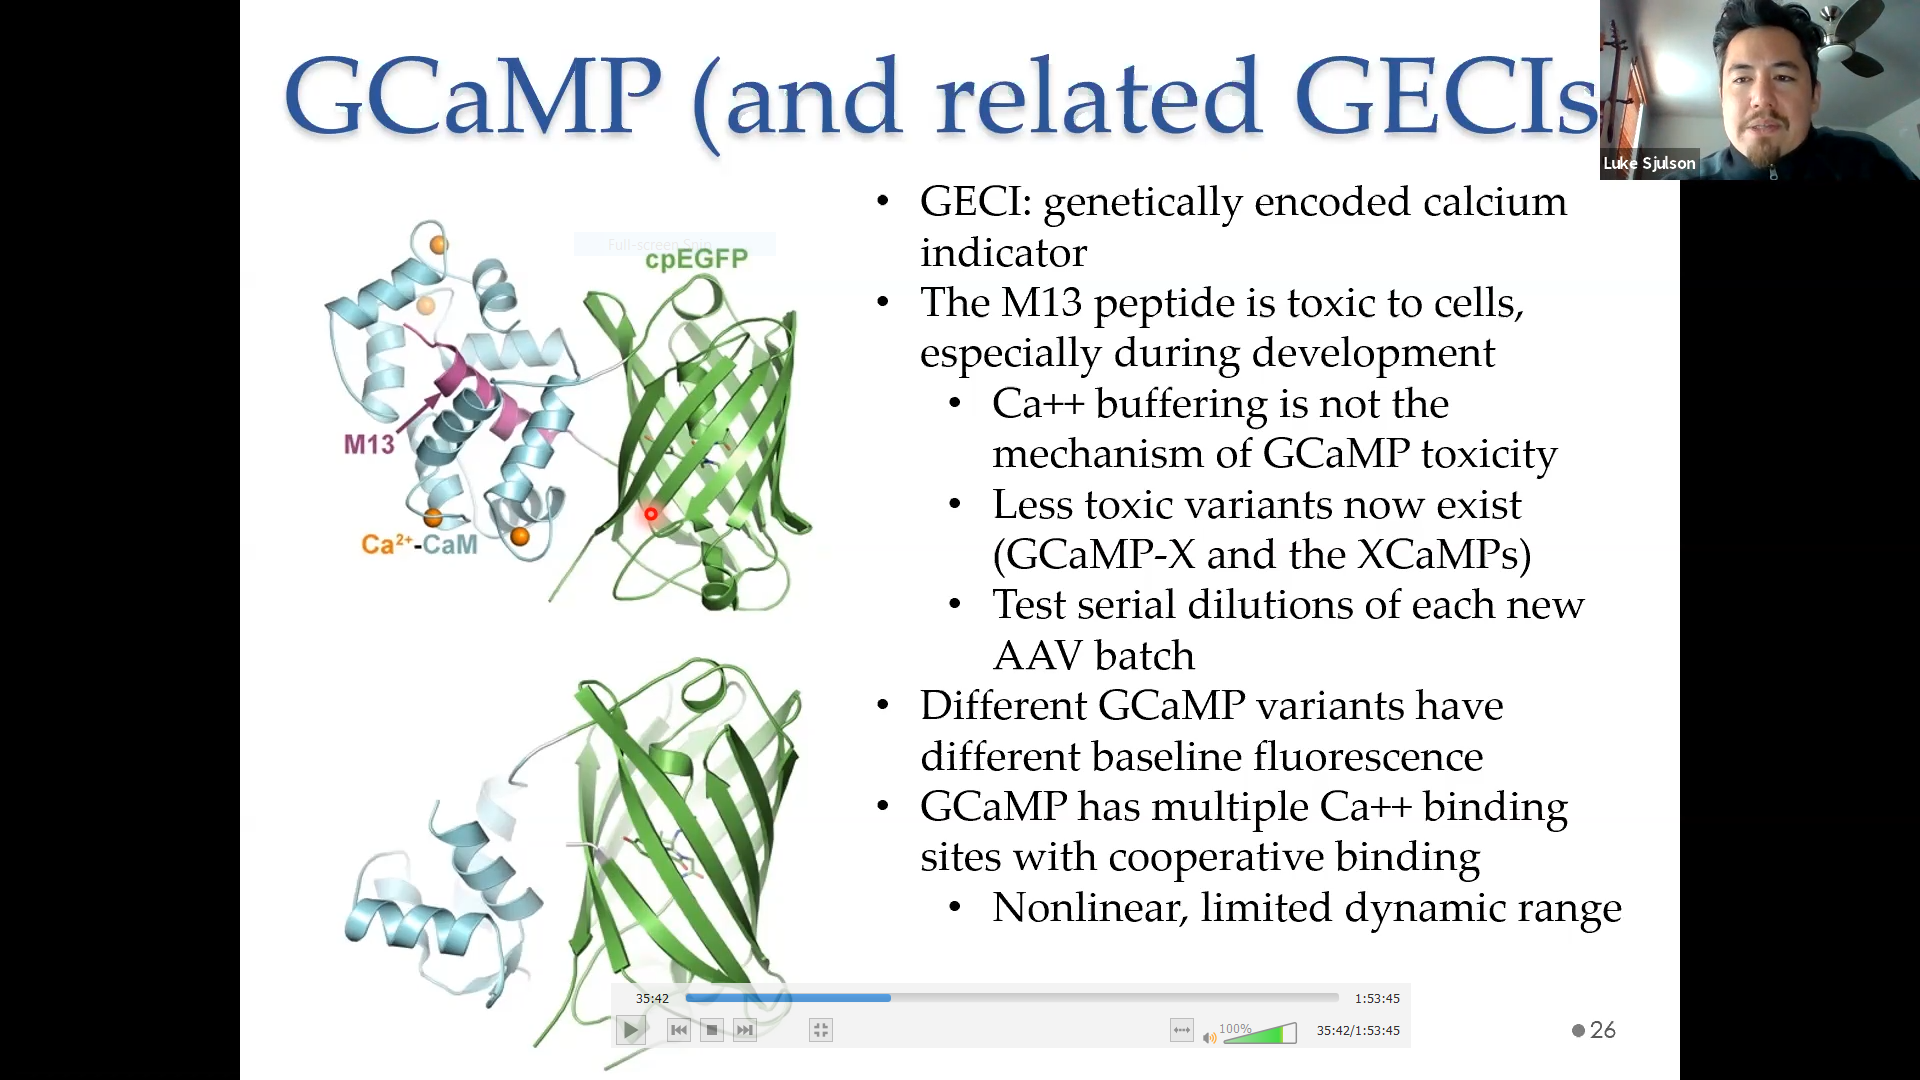 GCaMP (and related GECIs
Luke Sjulson
• GECI: genetically encoded calcium
indicator
• The M13 peptide is toxic to cells,
especially during development
• Ca++ buffering is not the
mechanism of GCaMP toxicity
• Less toxic variants now exist
(GCaMP-X and the XCaMPs)
• Test serial dilutions of each new
AAV batch
• Different GCaMP variants have
different baseline fluorescence
• GCaMP has multiple Ca++ binding
sites with cooperative binding
• Nonlinear, limited dynamic range
Full-screen Snip
cpEGFP
M13
Ca²⁺-CaM
35:42
1:53:45
100%
35:42/1:53:45
26